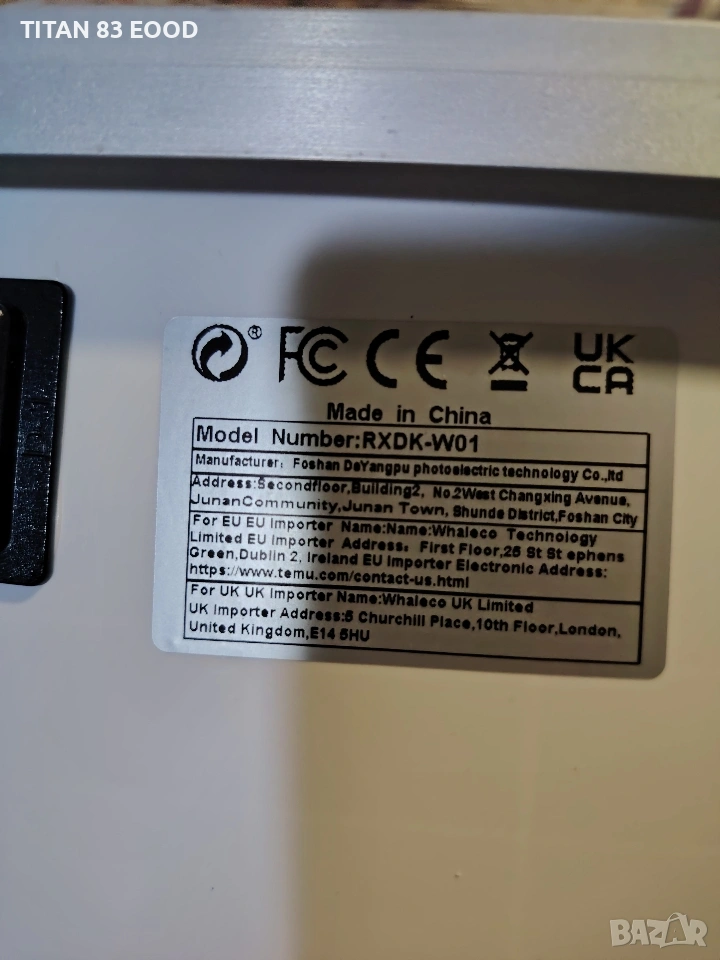 TITAN 83 EOOD
® FC CE UK CA
Made in China
Model Number:RXDK-W01
Manufacturer: Foshan DeYangpu photoelectric technology Co.,ltd
Address:Secondfloor,Building2, No.2West Changxing Avenue,
JunanCommunity,Junan Town, Shunde District,Foshan City
For EU EU Importer Name:Name:Whaleco Technology
Limited EU Importer Address: First Floor,25 St St ephens
Green,Dublin 2, Ireland EU Importer Electronic Address:
https://www.temu.com/contact-us.html
For UK UK Importer Name:Whaleco UK Limited
UK Importer Address:5 Churchill Place,10th Floor,London,
United Kingdom,E14 5HU
BAZAR